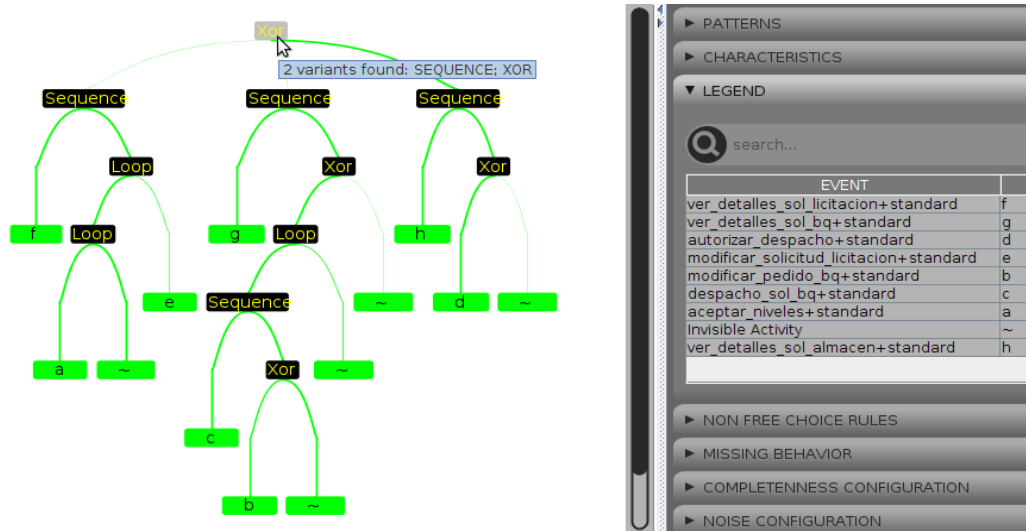 Xor
2 variants found: SEQUENCE; XOR
Sequence
Sequence
Sequence
Loop
Xor
Xor
f
Loop
g
Loop
h
e
Sequence
~
d
~
a
~
Xor
~
c
b
~
PATTERNS
CHARACTERISTICS
LEGEND
search...
EVENT
ver_detalles_sol_licitacion+standard f
ver_detalles_sol_bq+standard g
autorizar_despacho+standard d
modificar_solicitud_licitacion+standard e
modificar_pedido_bq+standard b
despacho_sol_bq+standard c
aceptar_niveles+standard a
Invisible Activity ~
ver_detalles_sol_almacen+standard h
NON FREE CHOICE RULES
MISSING BEHAVIOR
COMPLETENNESS CONFIGURATION
NOISE CONFIGURATION